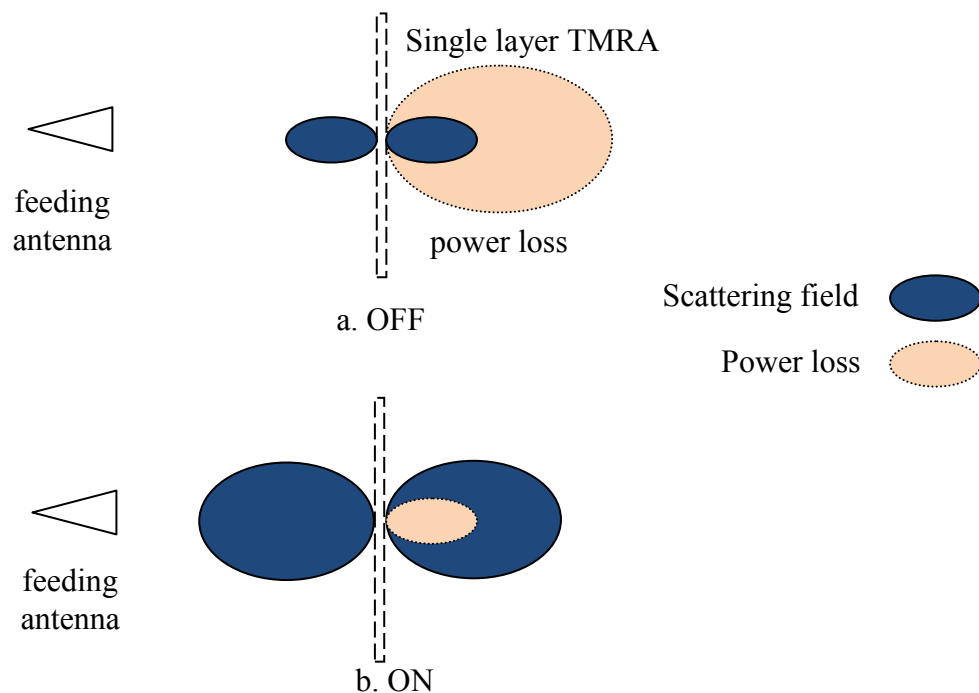 Single layer TMRA
feeding
antenna
power loss
a. OFF
Scattering field
Power loss
feeding
antenna
b. ON